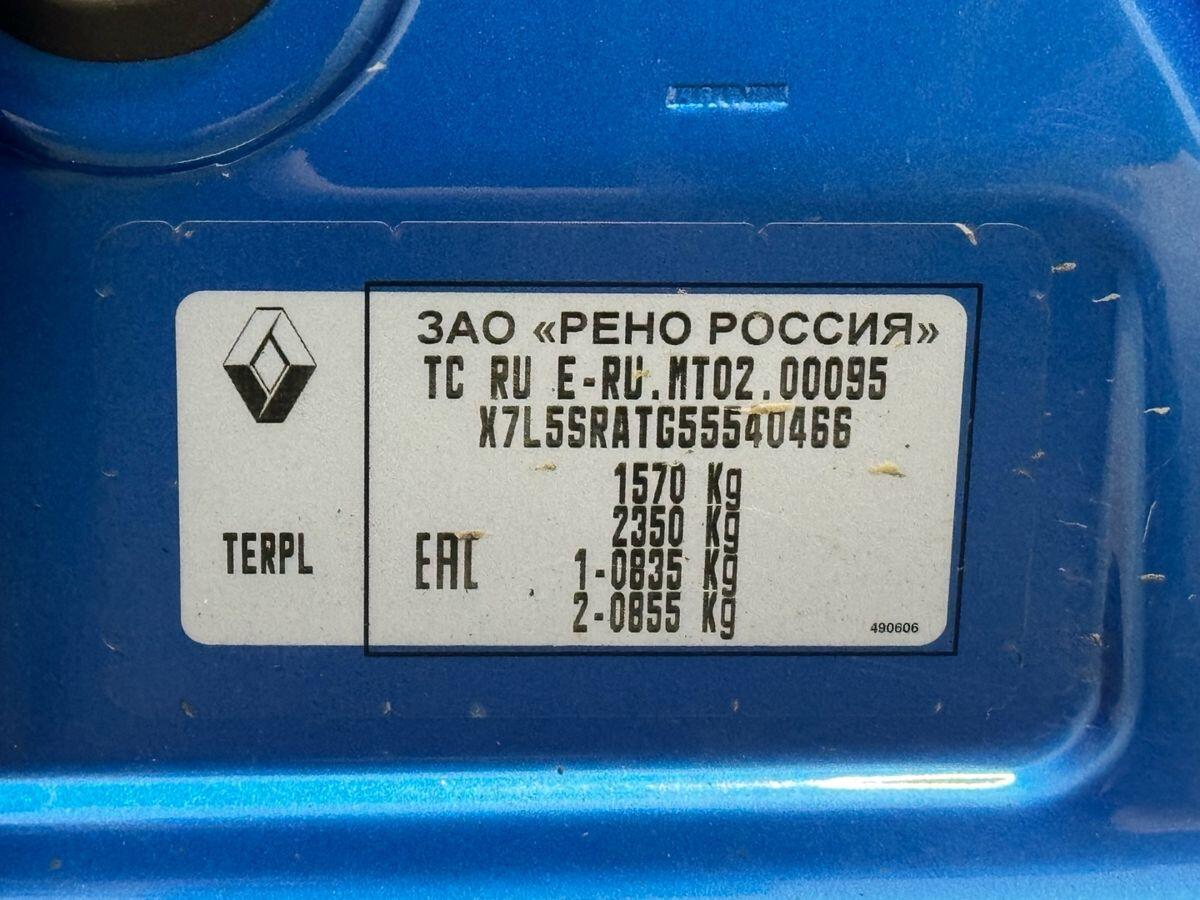 ЗАО «РЕНО РОССИЯ»
TC RU E-RU.MT02.00095
X7L5SRATG55540466
1570 Kg
2350 Kg
TERPL
EAC
1-0835 Kg
2-0855 Kg
490606